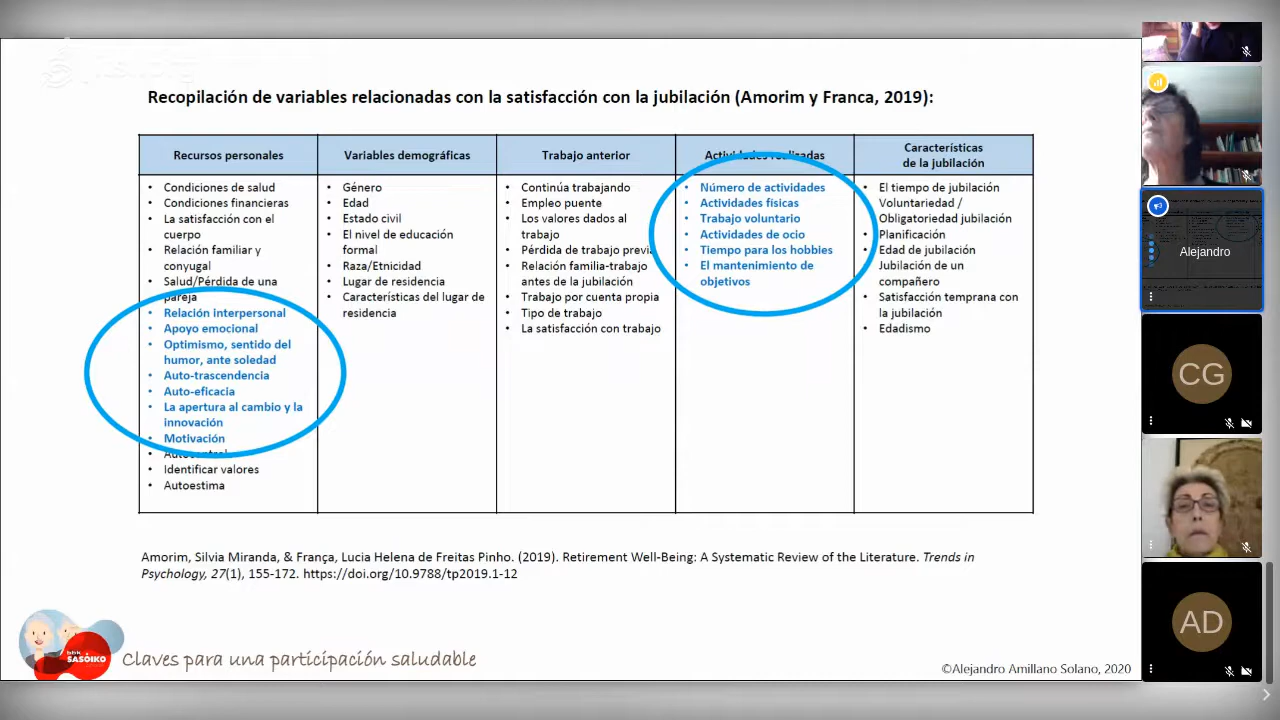 Recopilación de variables relacionadas con la satisfacción con la jubilación (Amorim y Franca, 2019):
Recursos personales
• Condiciones de salud
• Condiciones financieras
• La satisfacción con el
cuerpo
• Relación familiar y
conyugal
• Salud/Pérdida de una
pareja
• Relación interpersonal
• Apoyo emocional
• Optimismo, sentido del
humor, ante soledad
• Auto-trascendencia
• Auto-eficacia
• La apertura al cambio y la
innovación
• Motivación
• Autocontrol
• Identificar valores
• Autoestima
Variables demográficas
• Género
• Edad
• Estado civil
• El nivel de educación
formal
• Raza/Etnicidad
• Lugar de residencia
• Características del lugar de
residencia
Trabajo anterior
• Continúa trabajando
• Empleo puente
• Los valores dados al
trabajo
• Pérdida de trabajo previa
• Relación familia-trabajo
antes de la jubilación
• Trabajo por cuenta propia
• Tipo de trabajo
• La satisfacción con trabajo
Actividades realizadas
• Número de actividades
• Actividades físicas
• Trabajo voluntario
• Actividades de ocio
• Tiempo para los hobbies
• El mantenimiento de
objetivos
Características
de la jubilación
• El tiempo de jubilación
Voluntariedad /
Obligatoriedad jubilación
• Planificación
• Edad de jubilación
Jubilación de un
compañero
• Satisfacción temprana con
la jubilación
• Edadismo
Amorim, Silvia Miranda, & França, Lucia Helena de Freitas Pinho. (2019). Retirement Well-Being: A Systematic Review of the Literature. Trends in
Psychology, 27(1), 155-172. https://doi.org/10.9788/tp2019.1-12
bbk
SASOIKO
Claves para una participación saludable
©Alejandro Amillano Solano, 2020
Alejandro
CG
AD